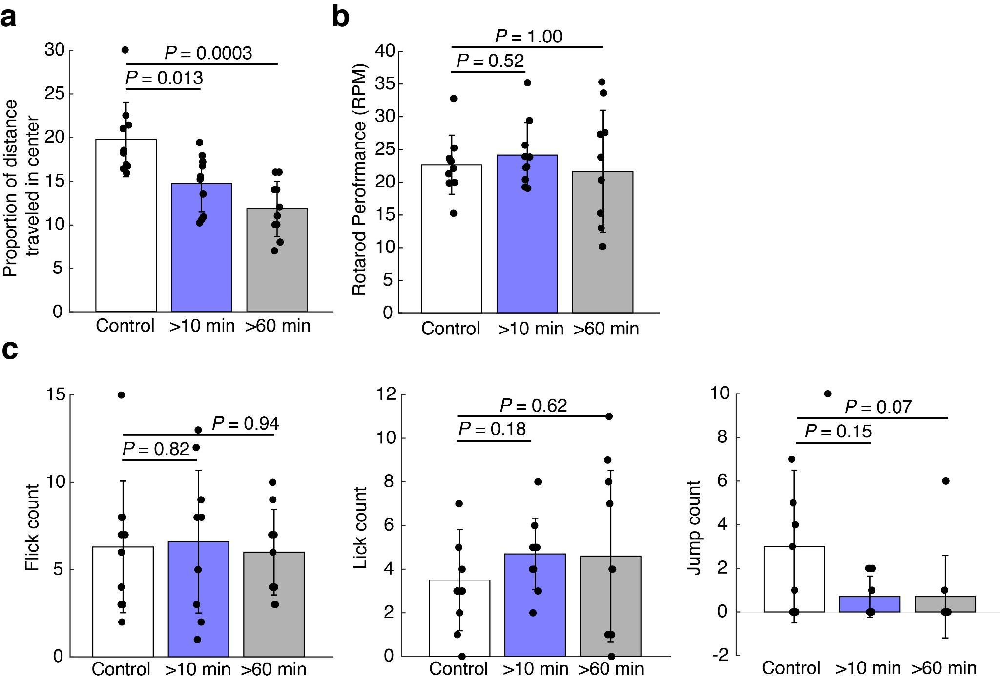 a
Proportion of distance
traveled in center
30
25
20
15
10
5
0
P = 0.0003
P = 0.013
Control
>10 min
>60 min
b
Rotarod Perofrmance (RPM)
40
35
30
25
20
15
10
5
0
P = 1.00
P = 0.52
Control
>10 min
>60 min
c
Flick count
15
10
5
0
P = 0.94
P = 0.82
Control
>10 min
>60 min
Lick count
12
10
8
6
4
2
0
P = 0.62
P = 0.18
Control
>10 min
>60 min
Jump count
10
8
6
4
2
0
-2
P = 0.07
P = 0.15
Control
>10 min
>60 min